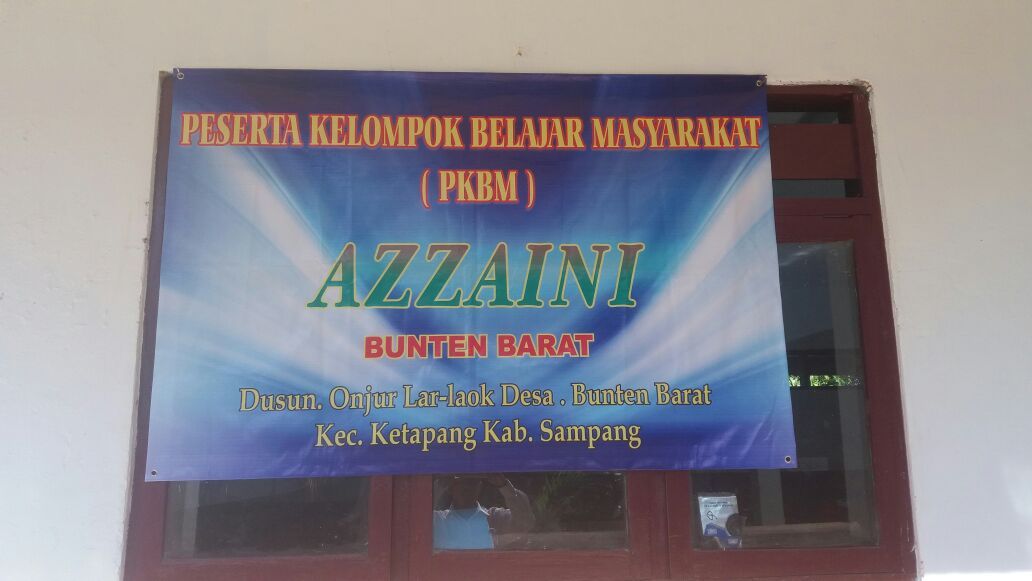 PESERTA KELOMPOK BELAJAR MASYARAKAT
( PKBM )
AZZAINI
BUNTEN BARAT
Dusun. Onjur Lar-laok Desa . Bunten Barat
Kec. Ketapang Kab. Sampang